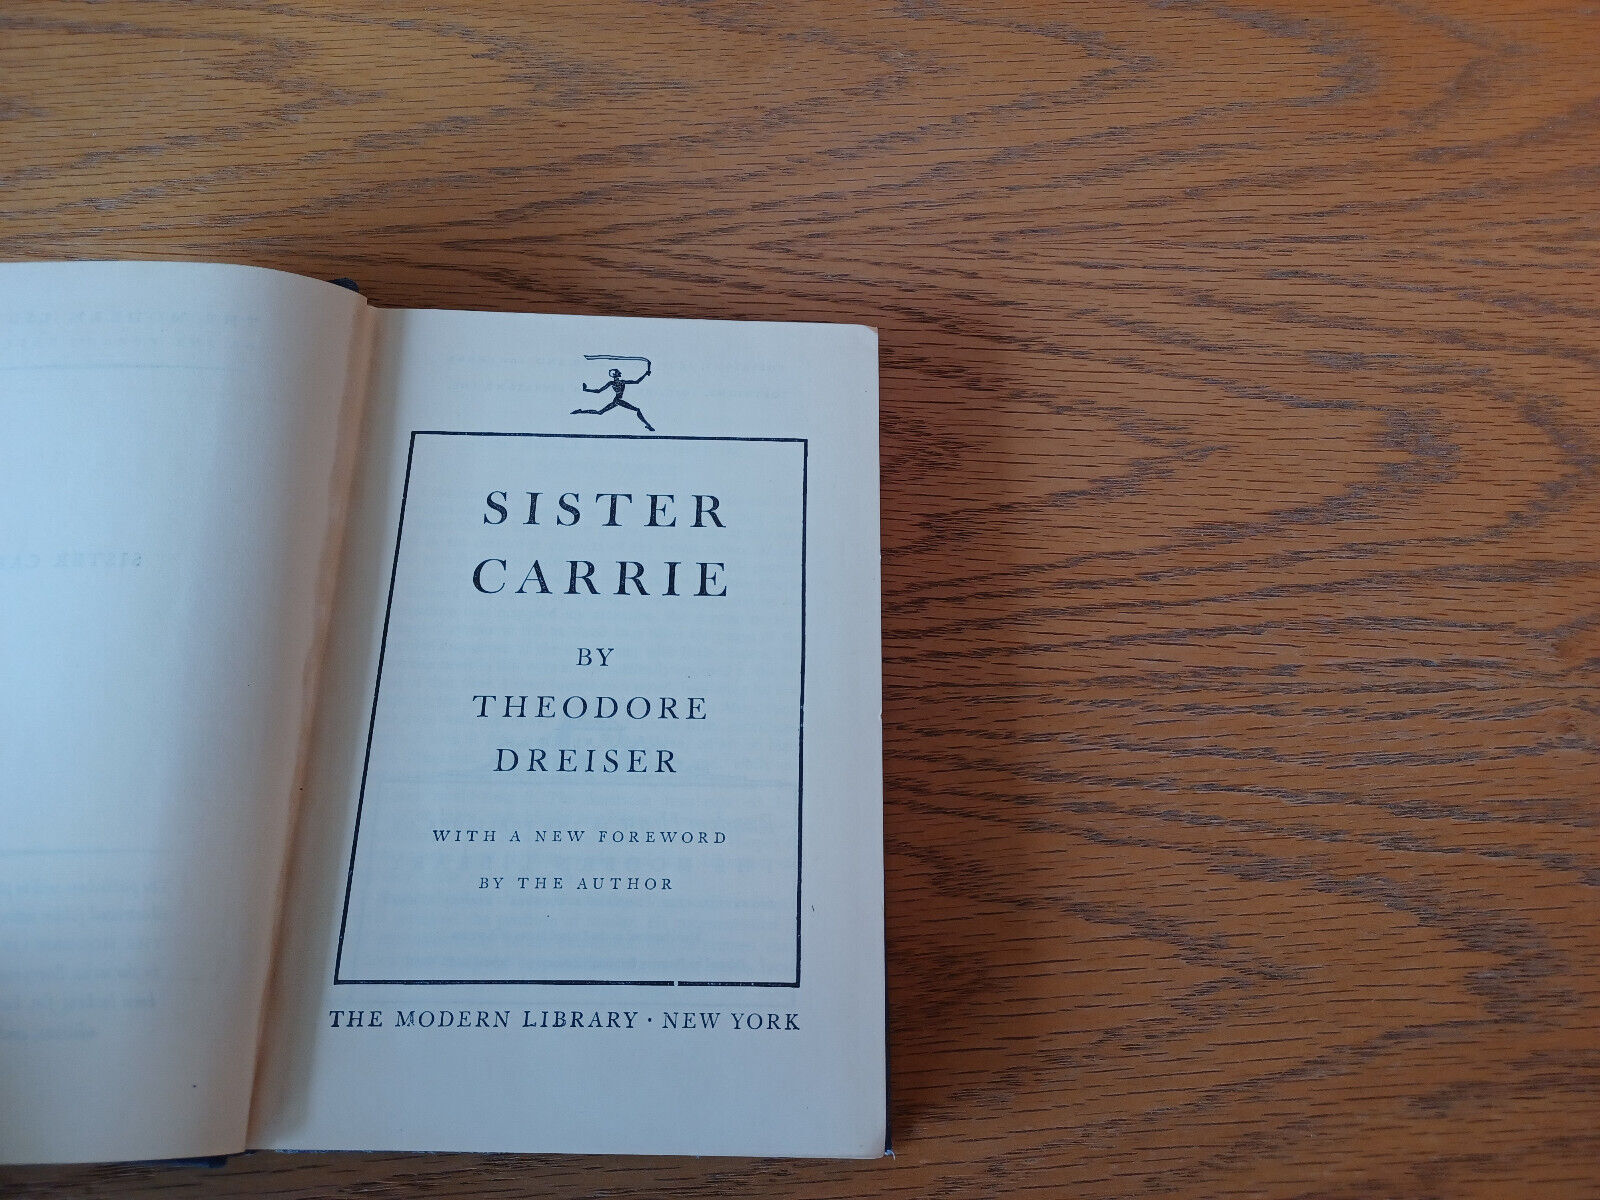 SISTER
CARRIE
BY
THEODORE
DREISER
WITH A NEW FOREWORD
BY THE AUTHOR
THE MODERN LIBRARY · NEW YORK